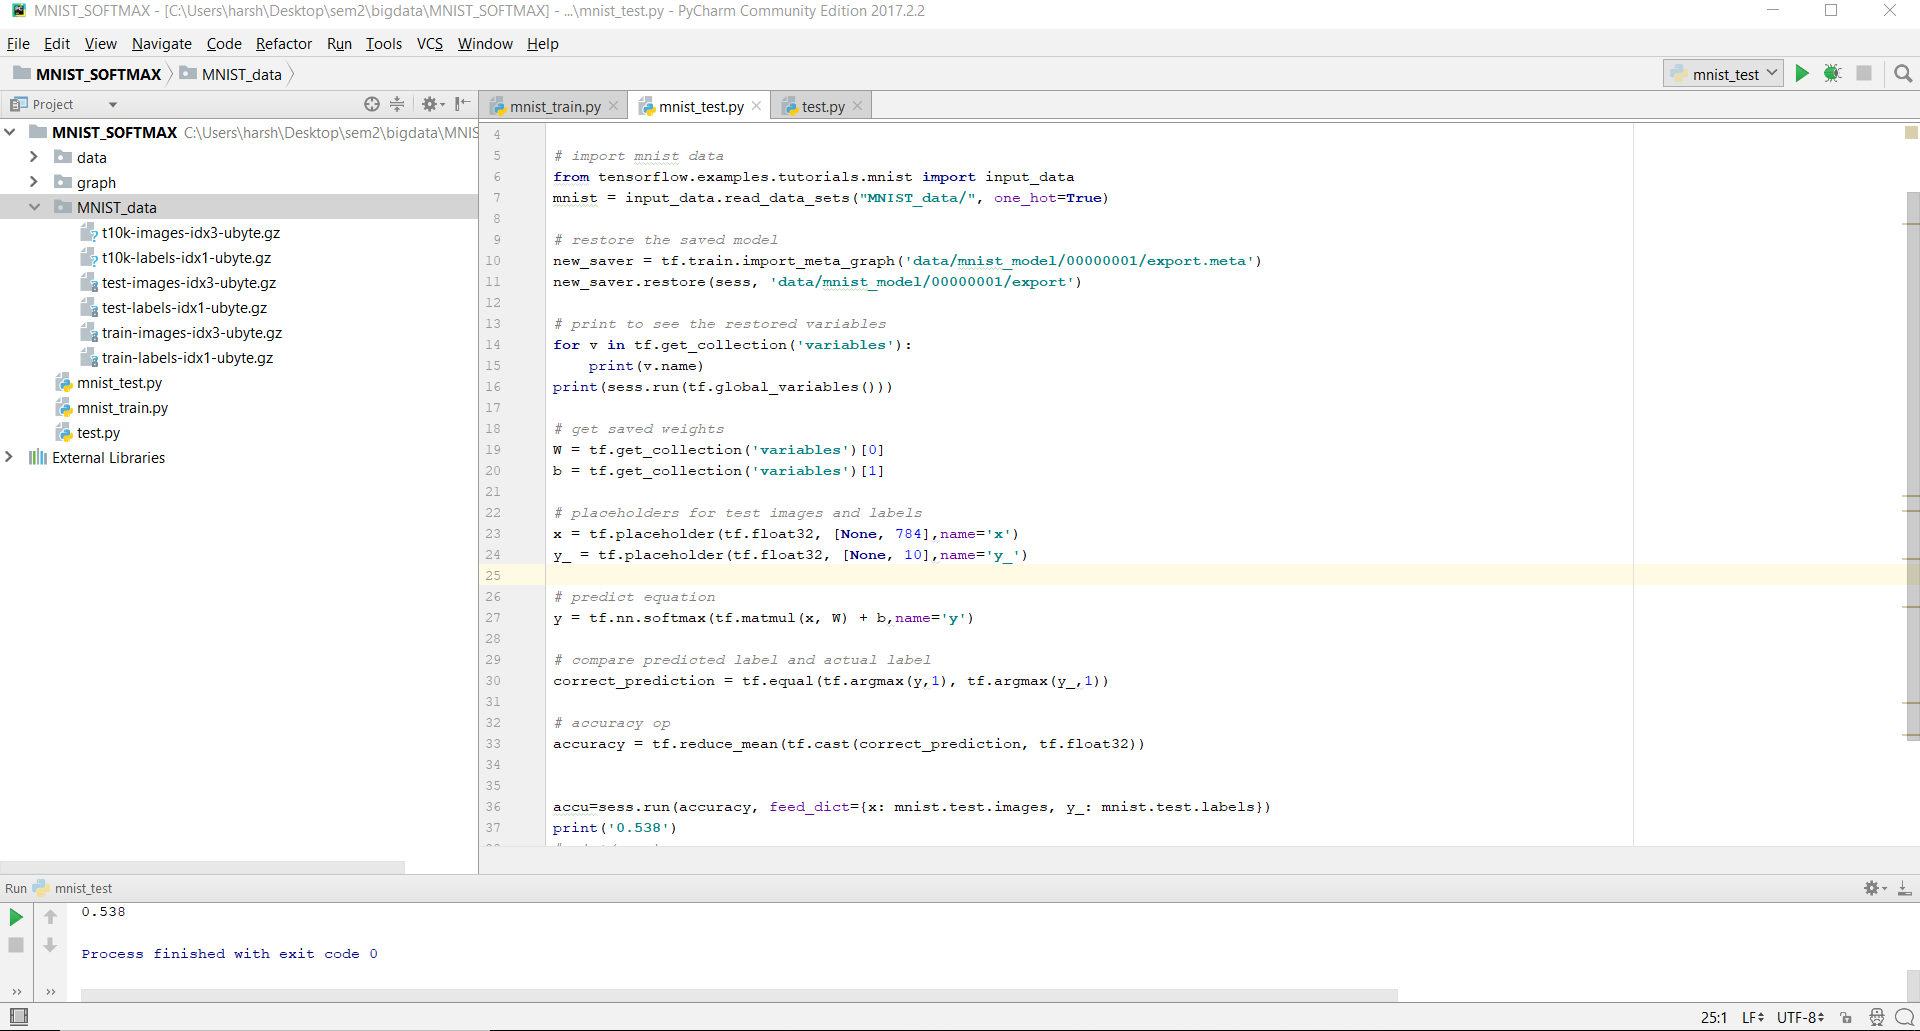 MNIST_SOFTMAX - [C:\Users\harsh\Desktop\sem2\bigdata\MNIST_SOFTMAX] - ...\mnist_test.py - PyCharm Community Edition 2017.2.2
File Edit View Navigate Code Refactor Run Tools VCS Window Help
MNIST_SOFTMAX MNIST_data
mnist_test
Project
mnist_train.py mnist_test.py test.py
MNIST_SOFTMAX C:\Users\harsh\Desktop\sem2\bigdata\MNIS
data
graph
MNIST_data
t10k-images-idx3-ubyte.gz
t10k-labels-idx1-ubyte.gz
test-images-idx3-ubyte.gz
test-labels-idx1-ubyte.gz
train-images-idx3-ubyte.gz
train-labels-idx1-ubyte.gz
mnist_test.py
mnist_train.py
test.py
External Libraries
4
5 # import mnist data
6 from tensorflow.examples.tutorials.mnist import input_data
7 mnist = input_data.read_data_sets("MNIST_data/", one_hot=True)
8
9 # restore the saved model
10 new_saver = tf.train.import_meta_graph('data/mnist_model/00000001/export.meta')
11 new_saver.restore(sess, 'data/mnist_model/00000001/export')
12
13 # print to see the restored variables
14 for v in tf.get_collection('variables'):
15 print(v.name)
16 print(sess.run(tf.global_variables()))
17
18 # get saved weights
19 W = tf.get_collection('variables')[0]
20 b = tf.get_collection('variables')[1]
21
22 # placeholders for test images and labels
23 x = tf.placeholder(tf.float32, [None, 784],name='x')
24 y_ = tf.placeholder(tf.float32, [None, 10],name='y_')
25
26 # predict equation
27 y = tf.nn.softmax(tf.matmul(x, W) + b,name='y')
28
29 # compare predicted label and actual label
30 correct_prediction = tf.equal(tf.argmax(y,1), tf.argmax(y_,1))
31
32 # accuracy op
33 accuracy = tf.reduce_mean(tf.cast(correct_prediction, tf.float32))
34
35
36 accu=sess.run(accuracy, feed_dict={x: mnist.test.images, y_: mnist.test.labels})
37 print('0.538')
Run mnist_test
0.538
Process finished with exit code 0
25:1 LF UTF-8